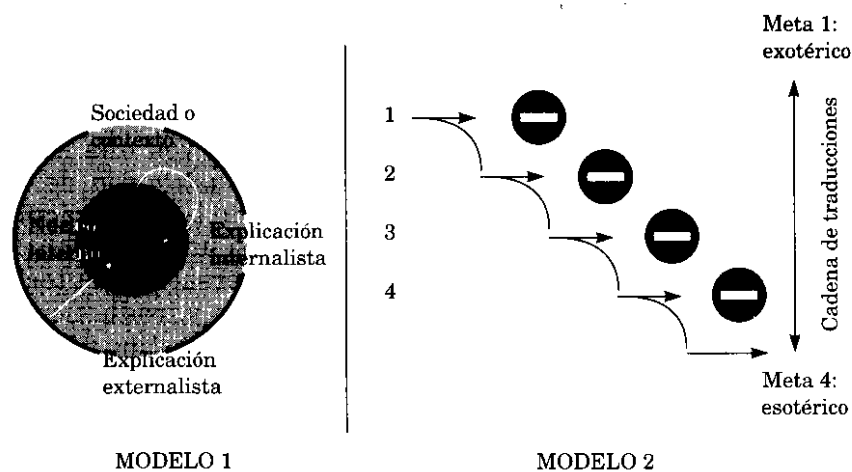 Sociedad o
contexto
Explicación
internalista
Explicación
externalista
MODELO 1
1
2
3
4
Meta 1:
exotérico
Cadena de traducciones
Meta 4:
esotérico
MODELO 2